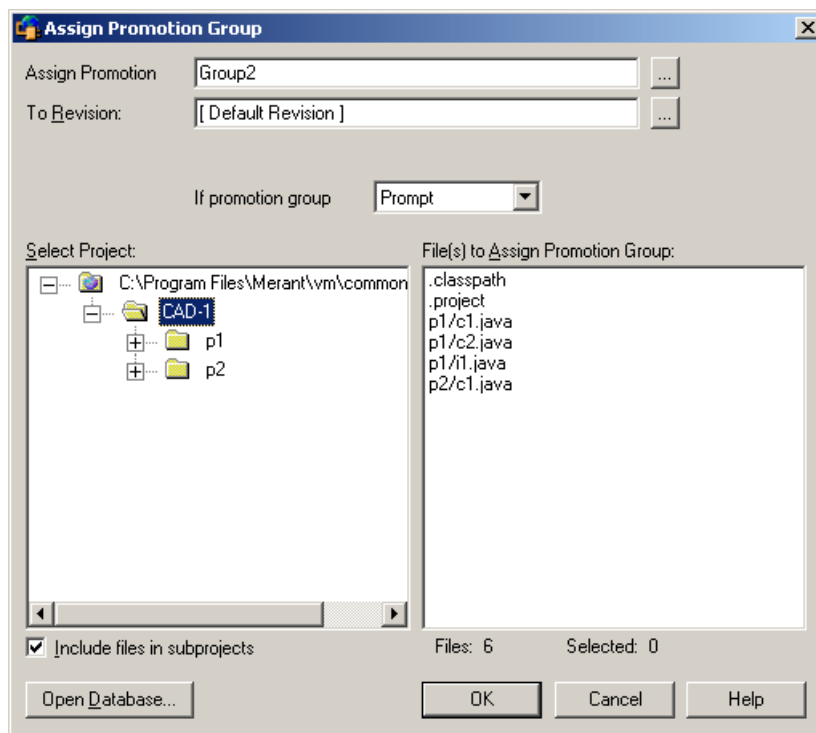 Assign Promotion Group
Assign Promotion Group2 ...
To Revision: [ Default Revision ] ...
If promotion group Prompt
Select Project:
C:\Program Files\Merant\vm\common
CAD-1
p1
p2
File(s) to Assign Promotion Group:
.classpath
.project
p1/c1.java
p1/c2.java
p1/i1.java
p2/c1.java
Include files in subprojects
Files: 6 Selected: 0
Open Database... OK Cancel Help